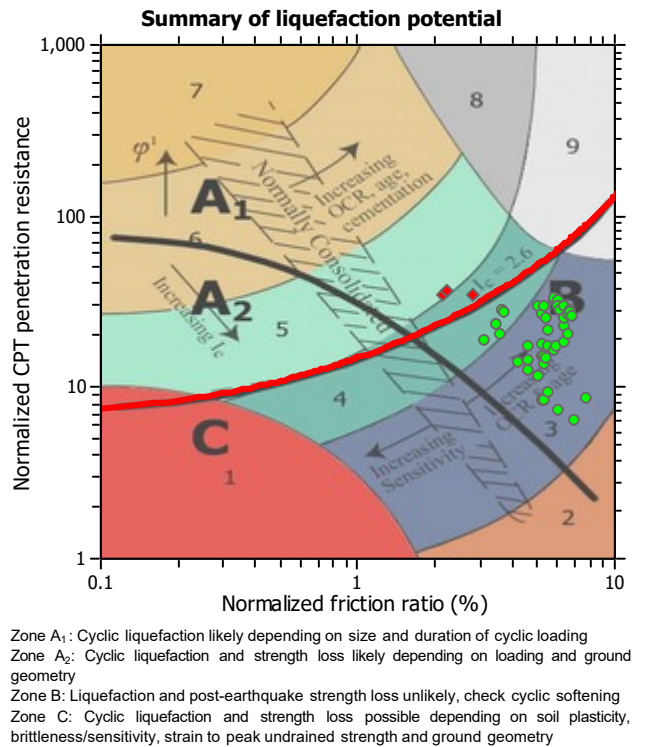 Summary of liquefaction potential
Normalized CPT penetration resistance
1,000
100
10
1
7
8
9
φ'
Increasing
OCR, age,
cementation
A1
Normally Consolidated
6
A2
Increasing Ic
5
Ic = 2.6
B
4
Increasing
OCR & age
3
C
1
Increasing
Sensitivity
2
0.1
1
10
Normalized friction ratio (%)
Zone A1: Cyclic liquefaction likely depending on size and duration of cyclic loading
Zone A2: Cyclic liquefaction and strength loss likely depending on loading and ground
geometry
Zone B: Liquefaction and post-earthquake strength loss unlikely, check cyclic softening
Zone C: Cyclic liquefaction and strength loss possible depending on soil plasticity,
brittleness/sensitivity, strain to peak undrained strength and ground geometry